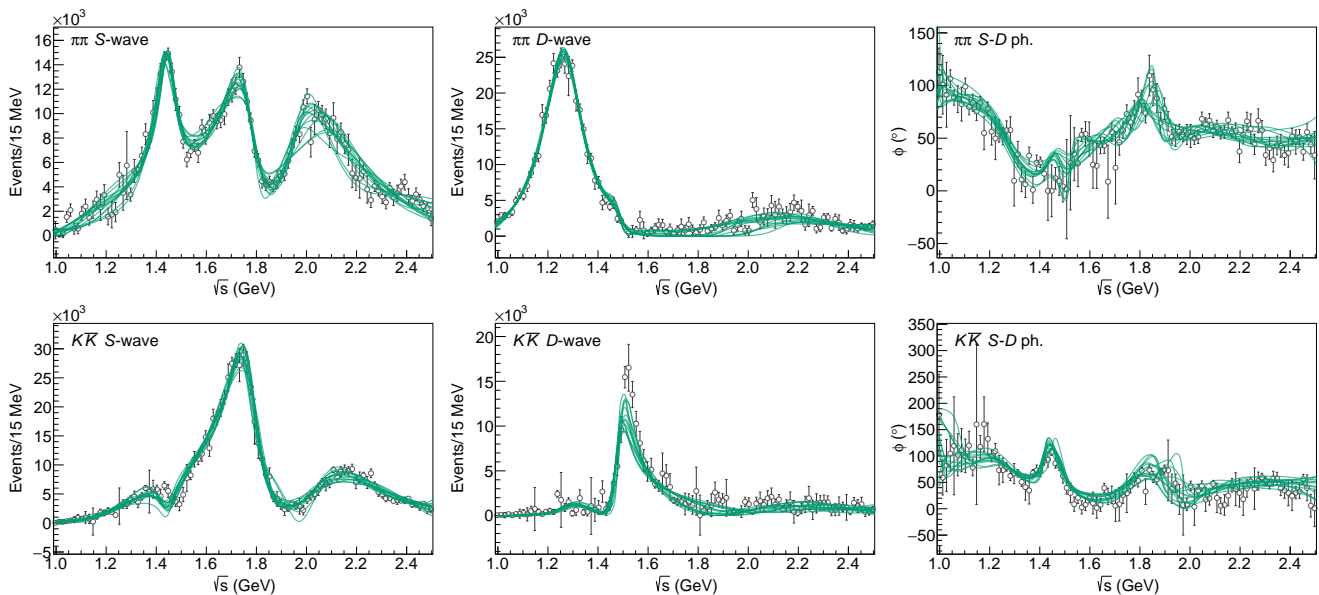 ×10³
ππ S-wave
Events/15 MeV
16
14
12
10
8
6
4
2
0
1.0 1.2 1.4 1.6 1.8 2.0 2.2 2.4
√s (GeV)
×10³
ππ D-wave
Events/15 MeV
25
20
15
10
5
0
1.0 1.2 1.4 1.6 1.8 2.0 2.2 2.4
√s (GeV)
ππ S-D ph.
ϕ (°)
150
100
50
0
−50
1.0 1.2 1.4 1.6 1.8 2.0 2.2 2.4
√s (GeV)
×10³
KK̅ S-wave
Events/15 MeV
30
25
20
15
10
5
0
−5
1.0 1.2 1.4 1.6 1.8 2.0 2.2 2.4
√s (GeV)
×10³
KK̅ D-wave
Events/15 MeV
20
15
10
5
0
1.0 1.2 1.4 1.6 1.8 2.0 2.2 2.4
√s (GeV)
KK̅ S-D ph.
ϕ (°)
350
300
250
200
150
100
50
0
−50
1.0 1.2 1.4 1.6 1.8 2.0 2.2 2.4
√s (GeV)